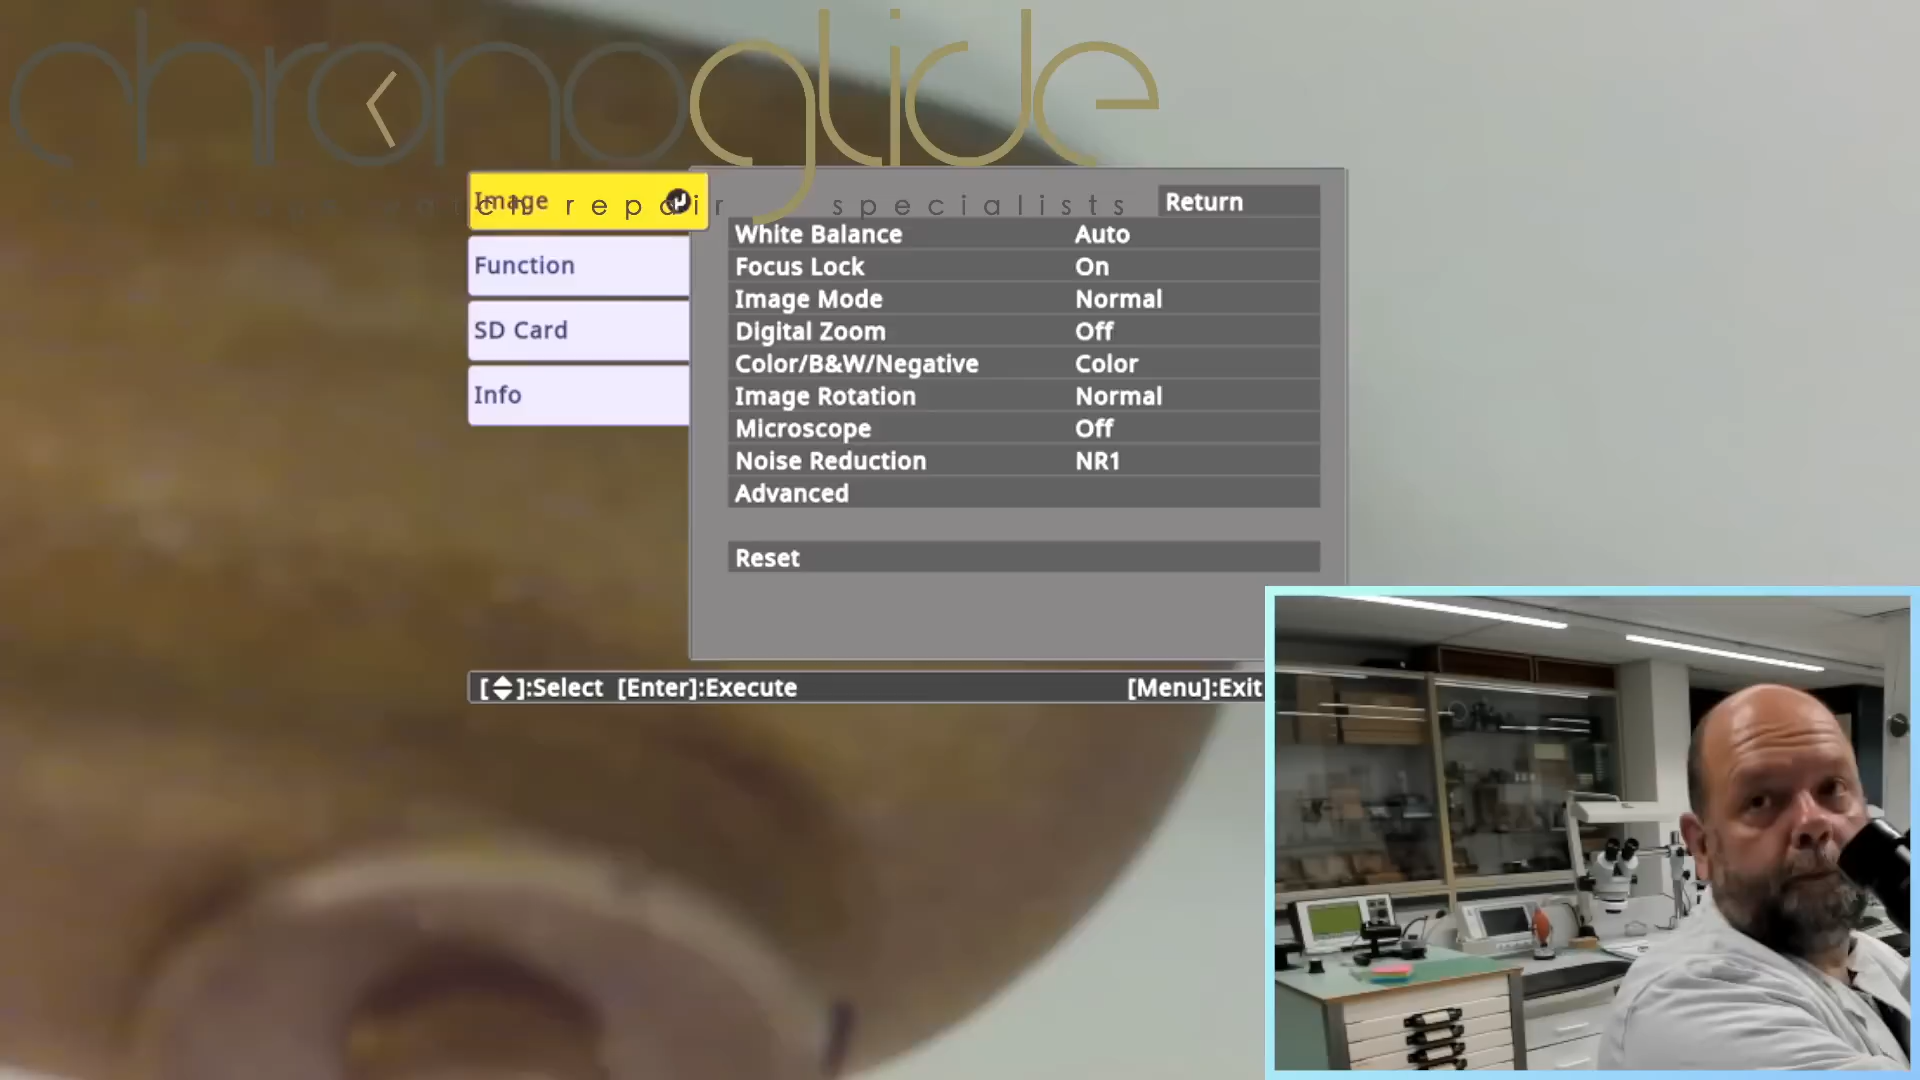 chronoglide
watch repair specialists
Image
Return
Function
SD Card
Info
White Balance Auto
Focus Lock On
Image Mode Normal
Digital Zoom Off
Color/B&W/Negative Color
Image Rotation Normal
Microscope Off
Noise Reduction NR1
Advanced
Reset
[ ]:Select [Enter]:Execute [Menu]:Exit